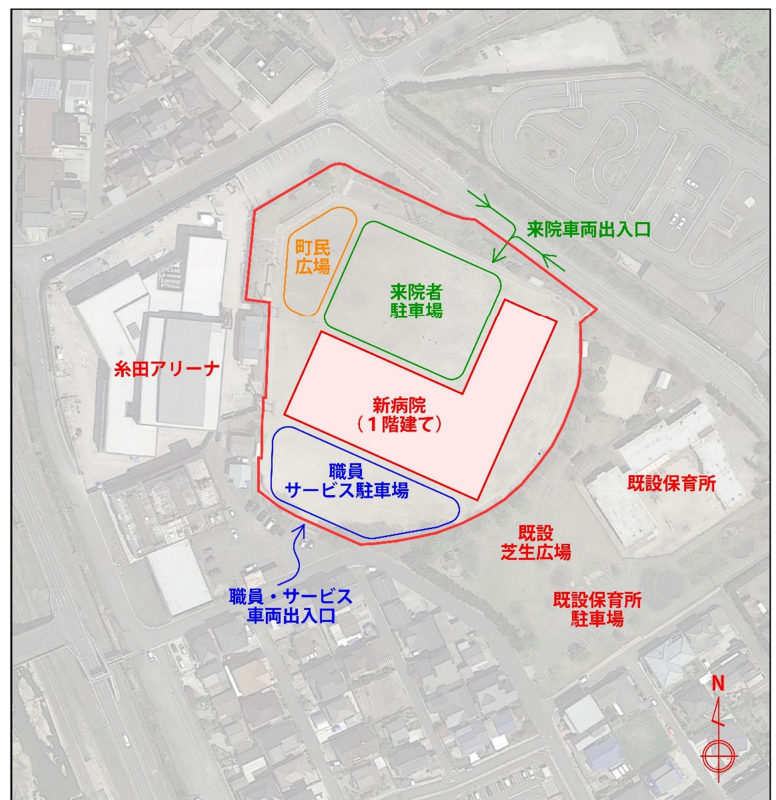 来院車両出入口
町民
広場
来院者
駐車場
糸田アリーナ
新病院
（１階建て）
職員
サービス駐車場
既設保育所
既設
芝生広場
職員・サービス
車両出入口
既設保育所
駐車場
N